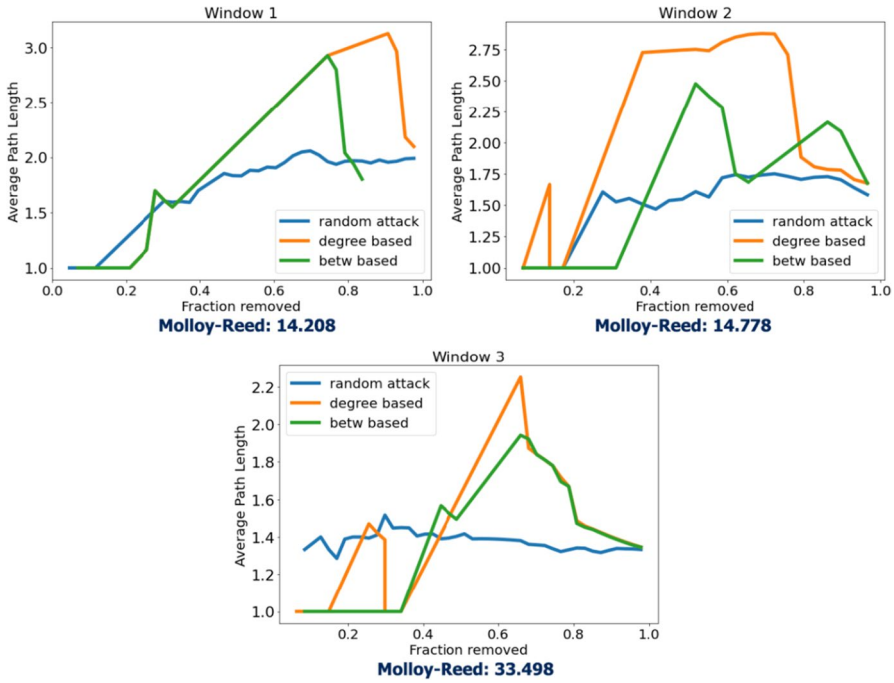 Window 1
Average Path Length
3.0
2.5
2.0
1.5
1.0
random attack
degree based
betw based
0.0 0.2 0.4 0.6 0.8 1.0
Fraction removed
Molloy-Reed: 14.208
Window 2
Average Path Length
2.75
2.50
2.25
2.00
1.75
1.50
1.25
1.00
random attack
degree based
betw based
0.2 0.4 0.6 0.8 1.0
Fraction removed
Molloy-Reed: 14.778
Window 3
Average Path Length
2.2
2.0
1.8
1.6
1.4
1.2
1.0
random attack
degree based
betw based
0.2 0.4 0.6 0.8 1.0
Fraction removed
Molloy-Reed: 33.498